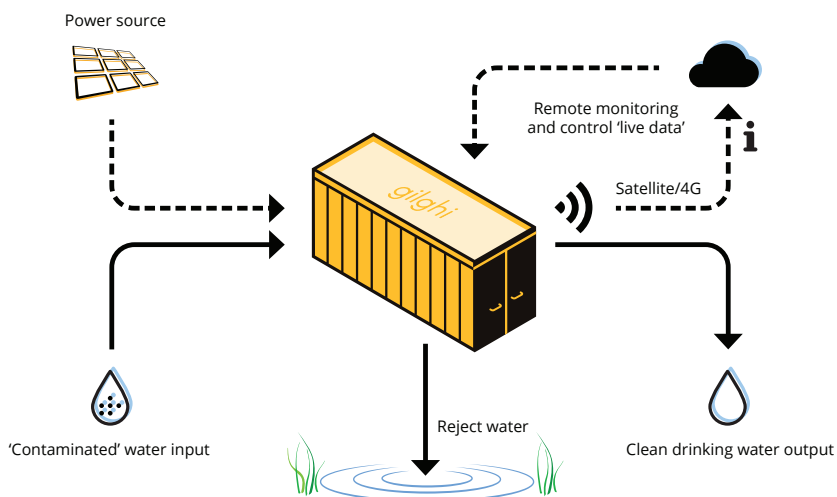 Power source
Remote monitoring
and control ‘live data’
i
gilghi
Satellite/4G
Reject water
‘Contaminated’ water input
Clean drinking water output